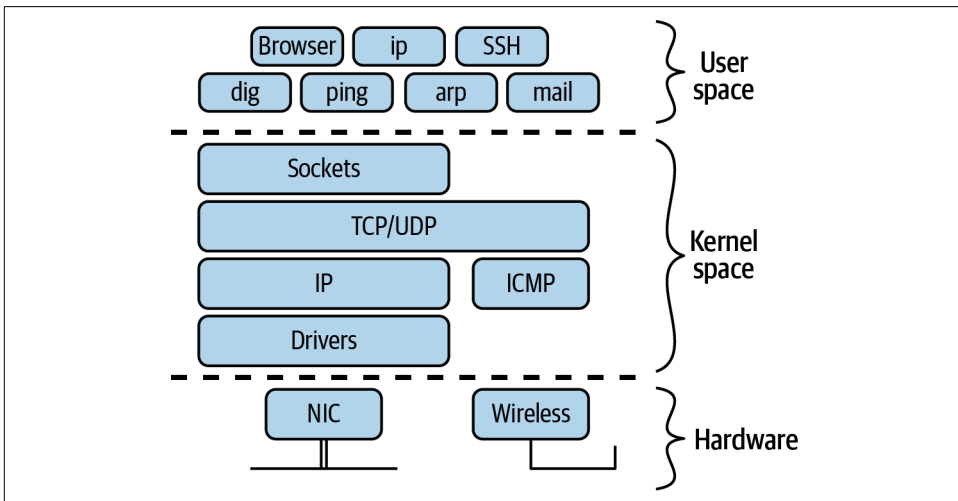 Browser
ip
SSH
dig
ping
arp
mail
User
space
Sockets
TCP/UDP
IP
ICMP
Drivers
Kernel
space
NIC
Wireless
Hardware